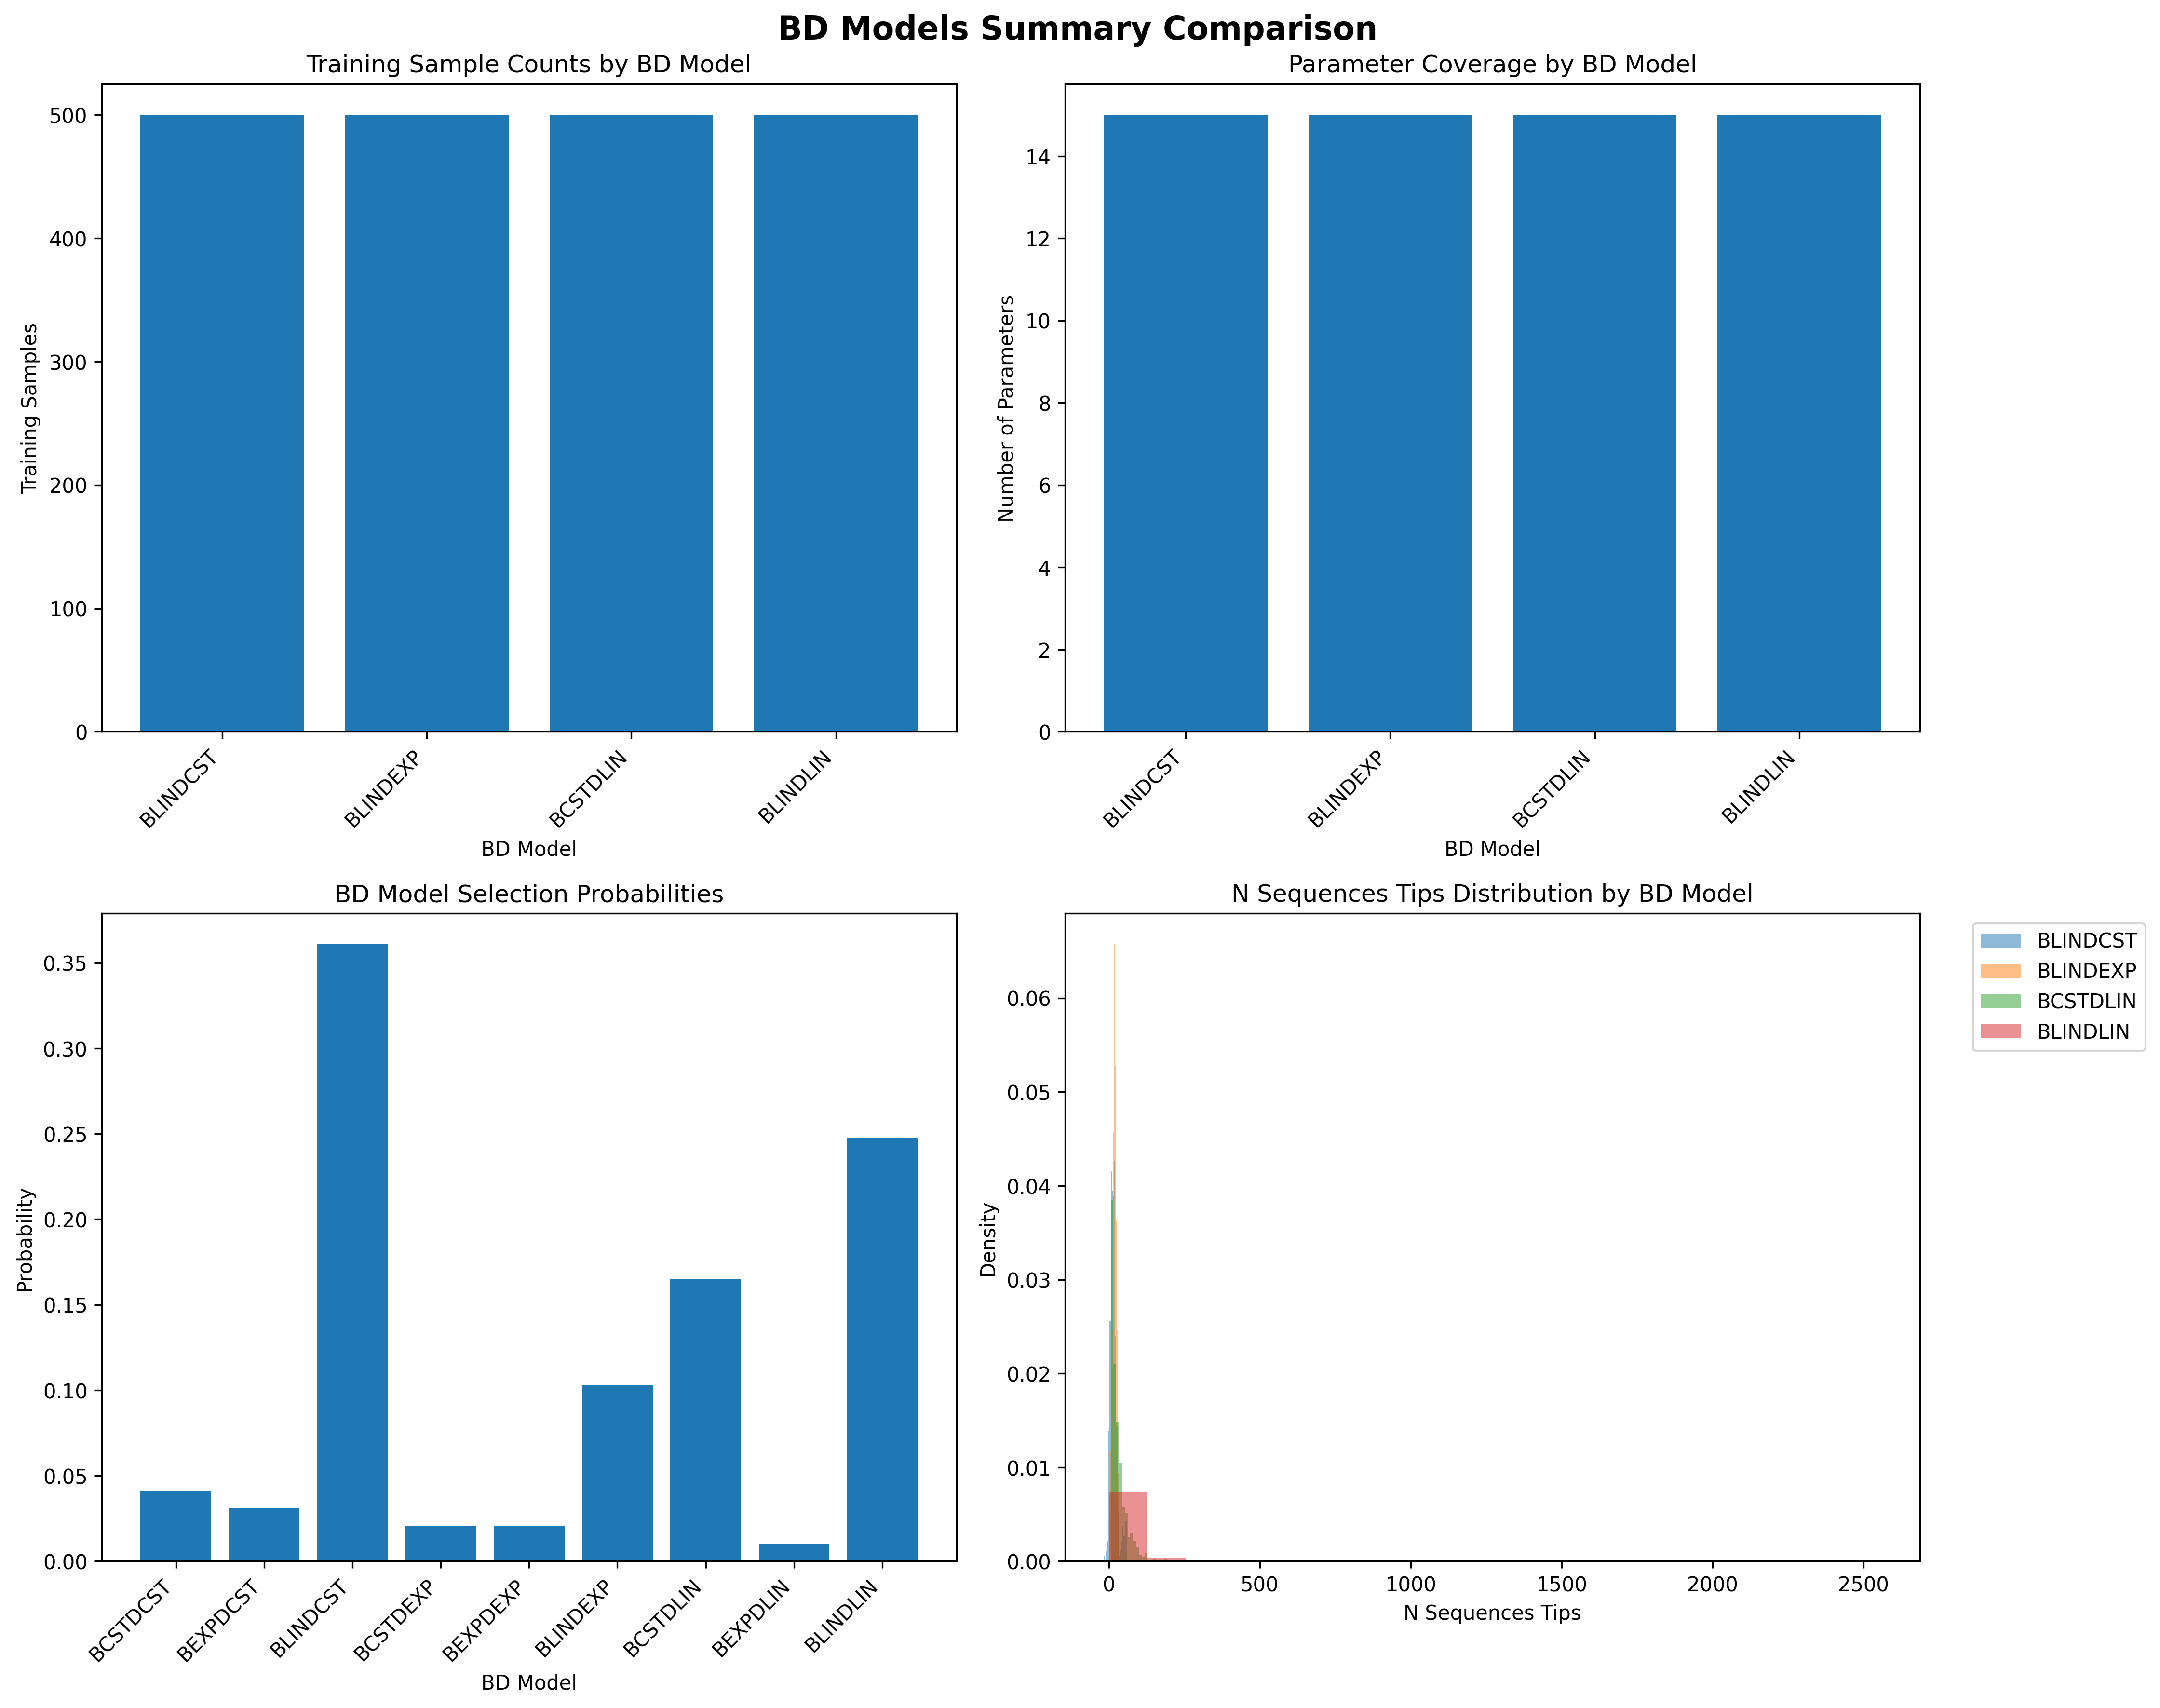 BD Models Summary Comparison
Training Sample Counts by BD Model
Training Samples
500
400
300
200
100
0
BLINDCST
BLINDEXP
BCSTDLIN
BLINDLIN
BD Model
Parameter Coverage by BD Model
Number of Parameters
14
12
10
8
6
4
2
0
BLINDCST
BLINDEXP
BCSTDLIN
BLINDLIN
BD Model
BD Model Selection Probabilities
Probability
0.35
0.30
0.25
0.20
0.15
0.10
0.05
0.00
BCSTDCST
BEXPDCST
BLINDCST
BCSTDEXP
BEXPDEXP
BLINDEXP
BCSTDLIN
BEXPDLIN
BLINDLIN
BD Model
N Sequences Tips Distribution by BD Model
Density
0.06
0.05
0.04
0.03
0.02
0.01
0.00
0
500
1000
1500
2000
2500
N Sequences Tips
BLINDCST
BLINDEXP
BCSTDLIN
BLINDLIN